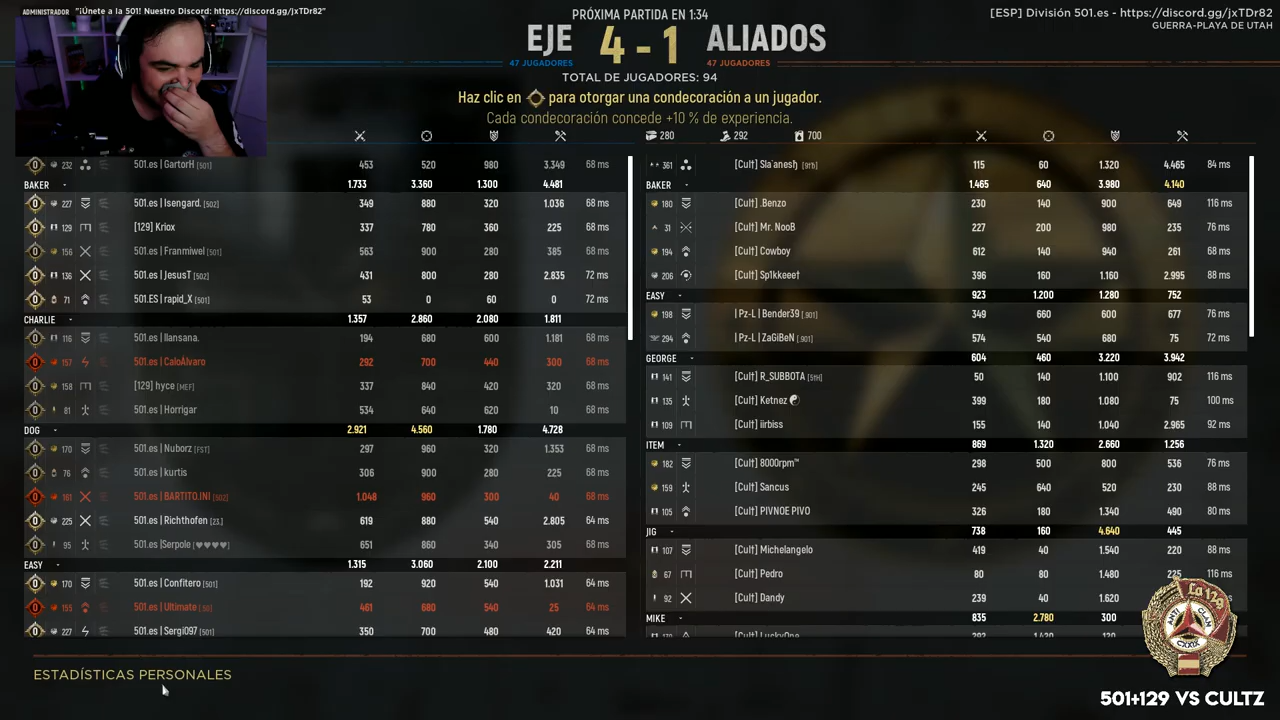 ADMINISTRADOR "¡Únete a la 501! Nuestro Discord: https://discord.gg/jxTDr82"
PRÓXIMA PARTIDA EN 1:34
[ESP] División 501.es - https://discord.gg/jxTDr82
GUERRA-PLAYA DE UTAH
EJE 4 - 1 ALIADOS
47 JUGADORES 47 JUGADORES
TOTAL DE JUGADORES: 94
Haz clic en para otorgar una condecoración a un jugador.
Cada condecoración concede +10 % de experiencia.
280 292 700
232 501.es | GartorH [501] 453 520 980 3.349 68 ms
BAKER - 1.733 3.360 1.300 4.481
227 501.es | Isengard. [502] 349 880 320 1.036 68 ms
129 [129] Kriox 337 780 360 225 68 ms
156 501.es | Franmiwel [501] 563 900 280 385 68 ms
136 501.es | JesusT [502] 431 800 280 2.835 72 ms
71 501.ES | rapid_X [501] 53 0 60 0 72 ms
CHARLIE - 1.357 2.860 2.080 1.811
116 501.es | Ilansana. 194 680 600 1.181 68 ms
157 501.es | CaloÁlvaro 292 700 440 300 68 ms
158 [129] hyce [MEF] 337 840 420 320 68 ms
81 501.es | Horrigar 534 640 620 10 68 ms
DOG - 2.921 4.560 1.780 4.728
170 501.es | Nuborz [FST] 297 960 320 1.353 68 ms
76 501.es | kurtis 306 900 280 225 68 ms
161 501.es | BARTITO.INI [502] 1.048 960 300 40 68 ms
225 501.es | Richthofen [23.] 619 880 540 2.805 64 ms
95 501.es |Serpole [♥♥♥♥] 651 860 340 305 68 ms
EASY - 1.315 3.060 2.100 2.211
170 501.es | Confitero [501] 192 920 540 1.031 64 ms
155 501.es | Ultimate 461 680 540 25 64 ms
227 501.es | Sergi097 [501] 350 700 480 420 64 ms
361 [Cult] Sla'anesh 115 60 1.320 4.465 84 ms
BAKER - 1.465 640 3.980 4.140
180 [Cult] .Benzo 230 140 900 649 116 ms
31 [Cult] Mr. NooB 227 200 980 235 76 ms
194 [Cult] Cowboy 612 140 940 261 68 ms
206 [Cult] Sp1kkeee† 396 160 1.160 2.995 88 ms
EASY - 923 1.200 1.280 752
198 | Pz-L | Bender39 [.901] 349 660 600 677 76 ms
294 | Pz-L | ZaGiBeN [.901] 574 540 680 75 72 ms
GEORGE - 604 460 3.220 3.942
141 [Cult] R_SUBBOTA [5tH] 50 140 1.100 902 116 ms
135 [Cult] Ketnez ☯ 399 180 1.080 75 100 ms
109 [Cult] iirbiss 155 140 1.040 2.965 92 ms
ITEM - 869 1.320 2.660 1.256
182 [Cult] 8000rpm™ 298 500 800 536 76 ms
159 [Cult] Sancus 245 640 520 230 88 ms
105 [Cult] PIVNOE PIVO 326 180 1.340 490 80 ms
JIG - 738 160 4.640 445
107 [Cult] Michelangelo 419 40 1.540 220 88 ms
67 [Cult] Pedro 80 80 1.480 225 116 ms
92 [Cult] Dandy 239 40 1.620
MIKE - 835 2.780 300
[Cult] LuckyOne
ESTADÍSTICAS PERSONALES
La 129
CXXIX
501+129 VS CULTZ